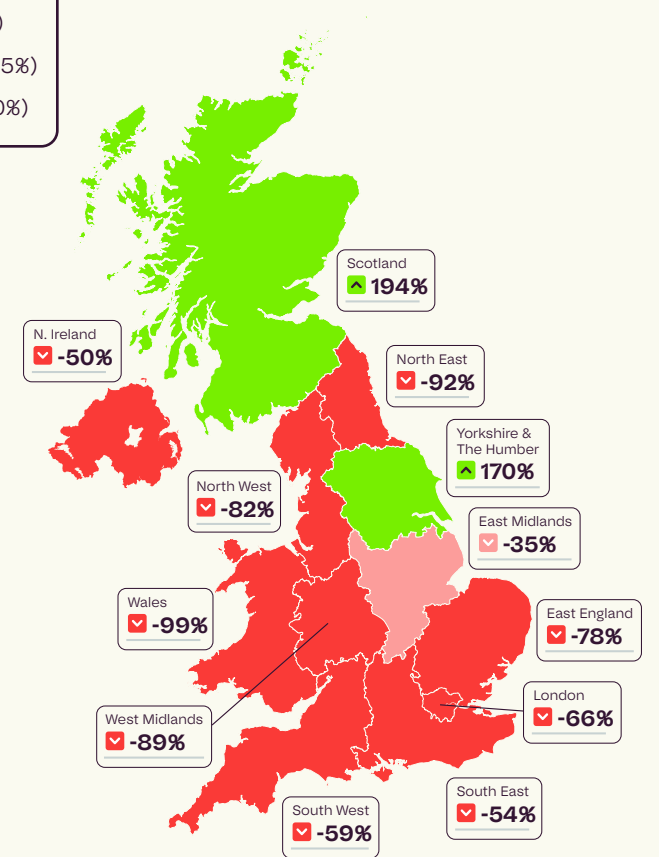 )
5%)
0%)
Scotland
194%
N. Ireland
-50%
North East
-92%
Yorkshire &
The Humber
170%
North West
-82%
East Midlands
-35%
Wales
-99%
East England
-78%
London
-66%
West Midlands
-89%
South East
-54%
South West
-59%